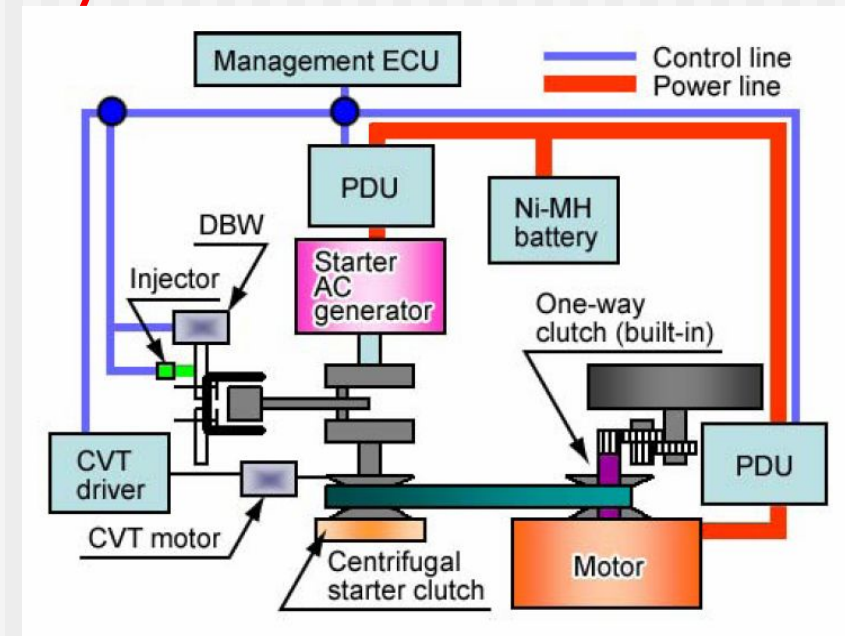 Management ECU
Control line
Power line
PDU
Ni-MH
battery
DBW
Injector
Starter
AC
generator
One-way
clutch (built-in)
CVT
driver
PDU
CVT motor
Centrifugal
starter clutch
Motor